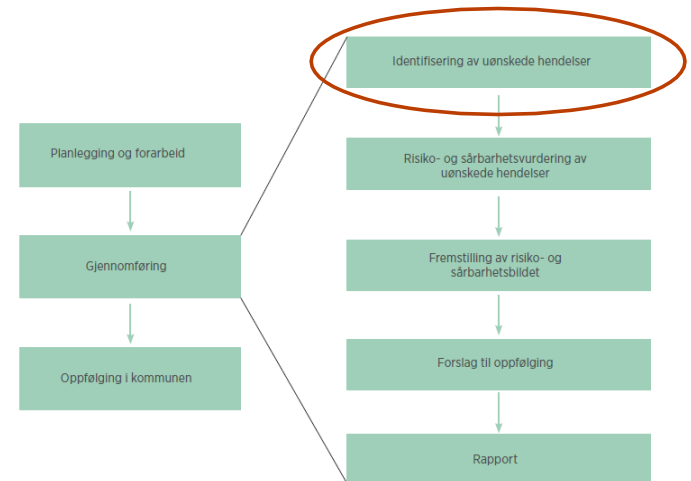 Planlegging og forarbeid
Gjennomføring
Oppfølging i kommunen
Identifisering av uønskede hendelser
Risiko- og sårbarhetsvurdering av
uønskede hendelser
Fremstilling av risiko- og
sårbarhetsbildet
Forslag til oppfølging
Rapport